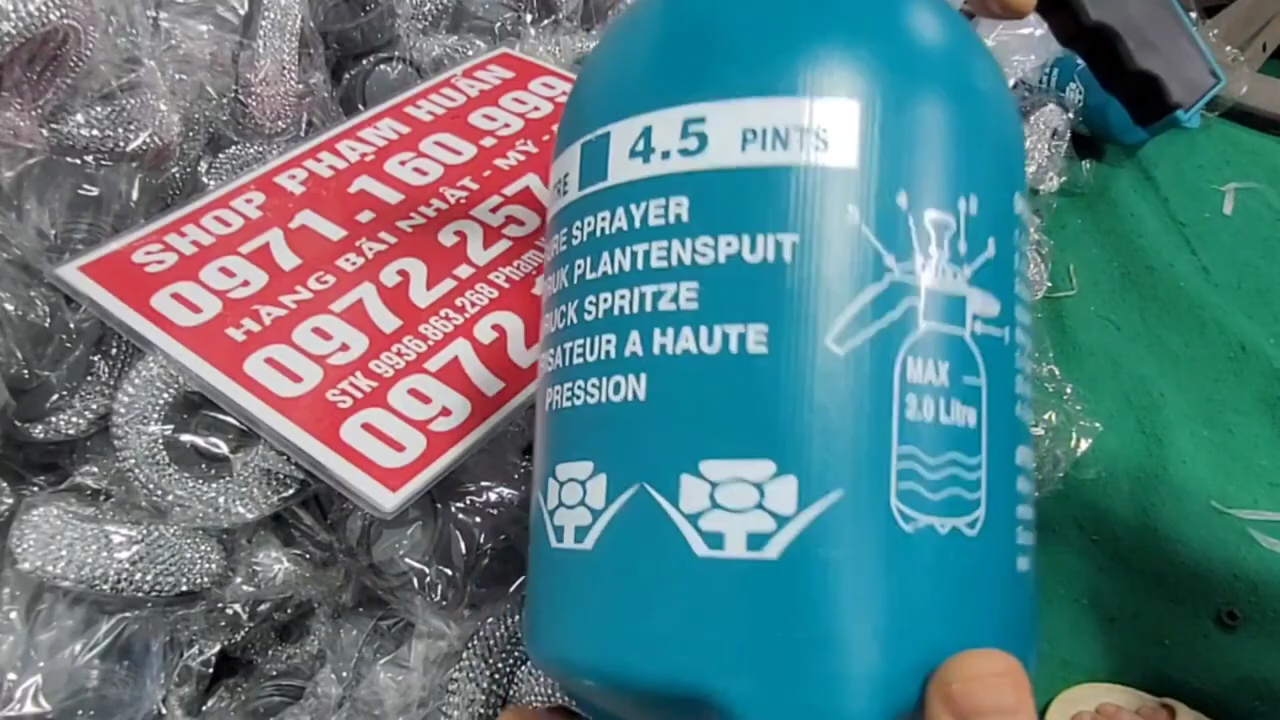 SHOP PHẠM HUẤN
0971-160.999
HÀNG BÃI NHẬT - MỸ -
0972.257
STK 9936.863.268 Phạm
0972.
4.5 PINTS
SPRAYER
PLANTENSPUIT
SPRITZE
A HAUTE
PRESSION
MAX
3.0 Litre